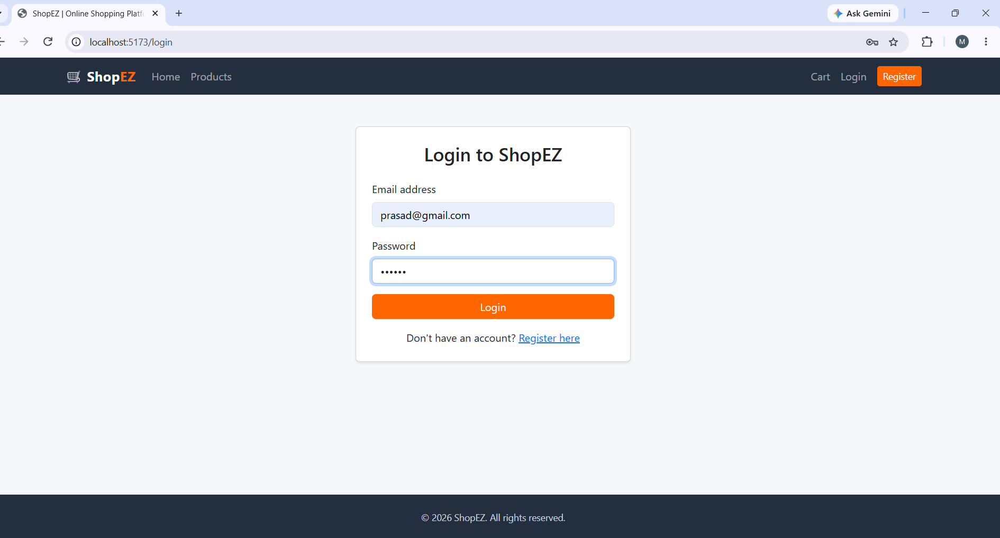 ShopEZ | Online Shopping Platfo
Ask Gemini
localhost:5173/login
M
ShopEZ
Home
Products
Cart
Login
Register
Login to ShopEZ
Email address
prasad@gmail.com
Password
••••••
Login
Don't have an account? Register here
© 2026 ShopEZ. All rights reserved.